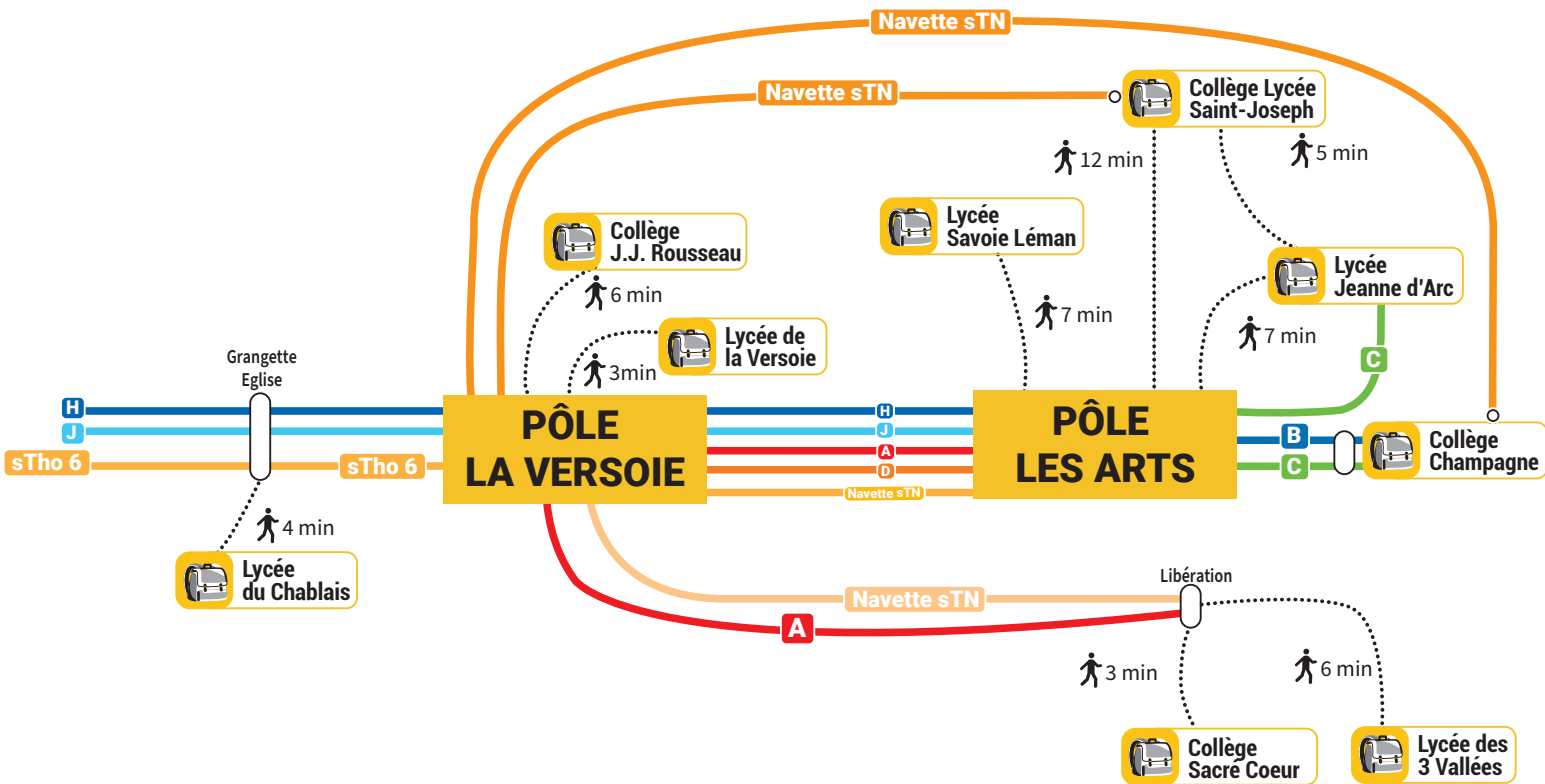 Navette sTN
Navette sTN
Collège Lycée
Saint-Joseph
12 min
5 min
Collège
J.J. Rousseau
6 min
Lycée
Savoie Léman
7 min
Lycée
Jeanne d'Arc
7 min
Lycée de
la Versoie
3min
Grangette
Eglise
C
H
J
sTho 6
sTho 6
PÔLE
LA VERSOIE
H
J
A
D
Navette sTN
PÔLE
LES ARTS
B
C
Collège
Champagne
4 min
Lycée
du Chablais
Navette sTN
A
Libération
3 min
6 min
Collège
Sacré Coeur
Lycée des
3 Vallées